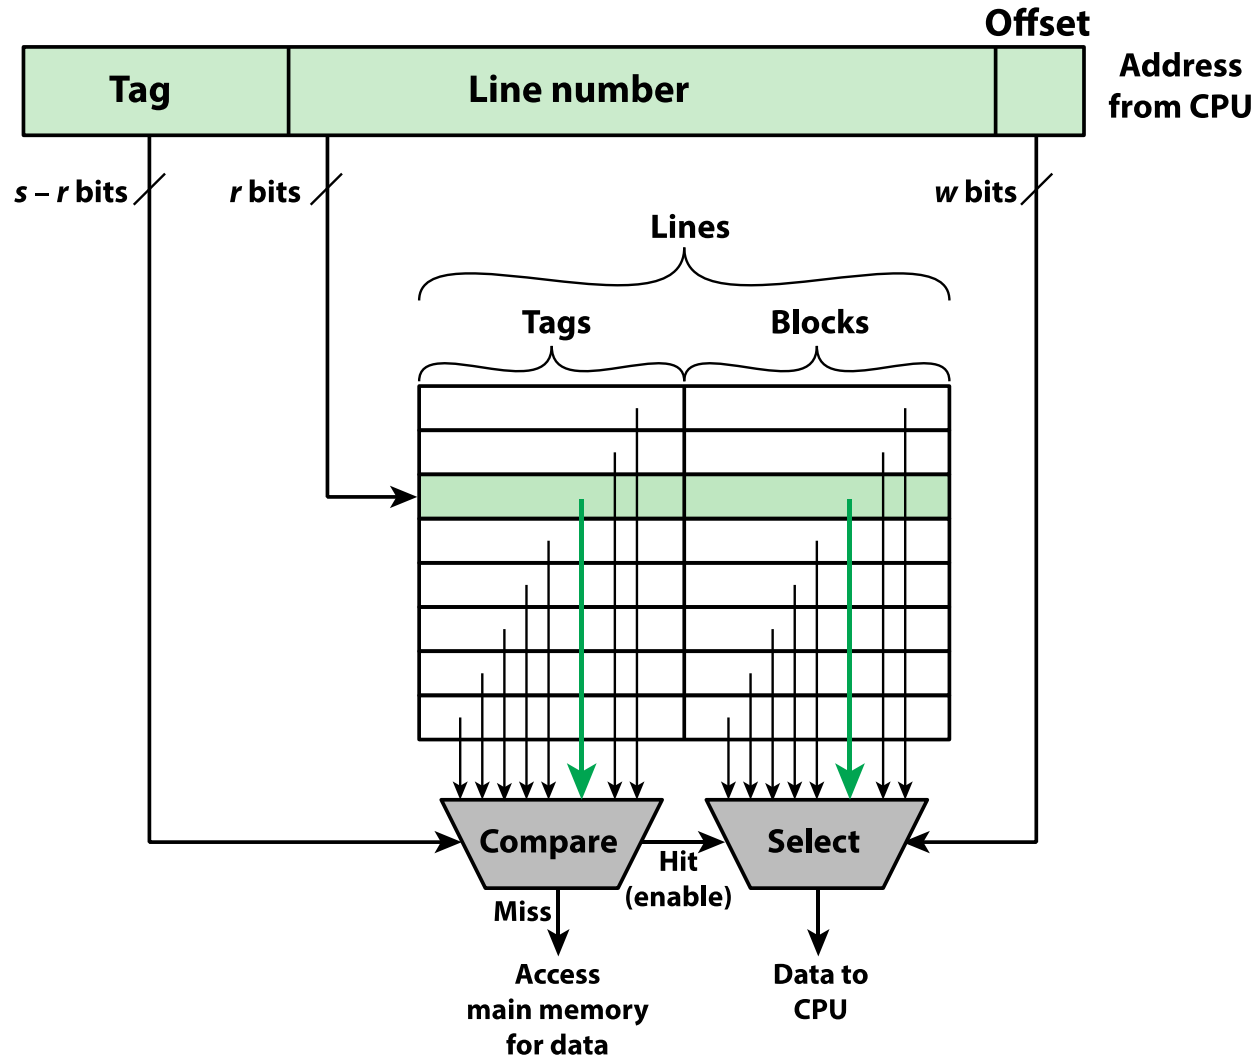 Offset
Tag
Line number
Address
from CPU
s – r bits
r bits
w bits
Lines
Tags
Blocks
Compare
Select
Hit
(enable)
Miss
Access
main memory
for data
Data to
CPU